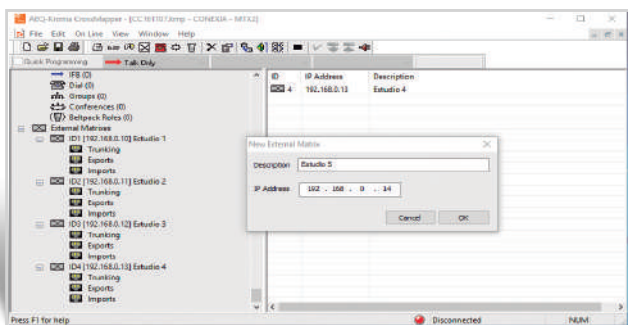 AEQ-Kroma CrossMapper - [CC161107.bmp - CONEXIA - MTX2]
File Edit On Line View Window Help
Quick Programming Talk Only
IFB (0)
Dial (0)
Groups (0)
Conferences (0)
Beltpack Roles (0)
External Matrixes
ID1 [192.168.0.10] Estudio 1
Trunking
Exports
Imports
ID2 [192.168.0.11] Estudio 2
Trunking
Exports
Imports
ID3 [192.168.0.12] Estudio 3
Trunking
Exports
Imports
ID4 [192.168.0.13] Estudio 4
Trunking
Exports
Imports
ID IP Address Description
4 192.168.0.13 Estudio 4
New External Matrix
Description Estudio 5
IP Address 192 . 168 . 0 . 14
Cancel OK
Press F1 for help Disconnected NUM